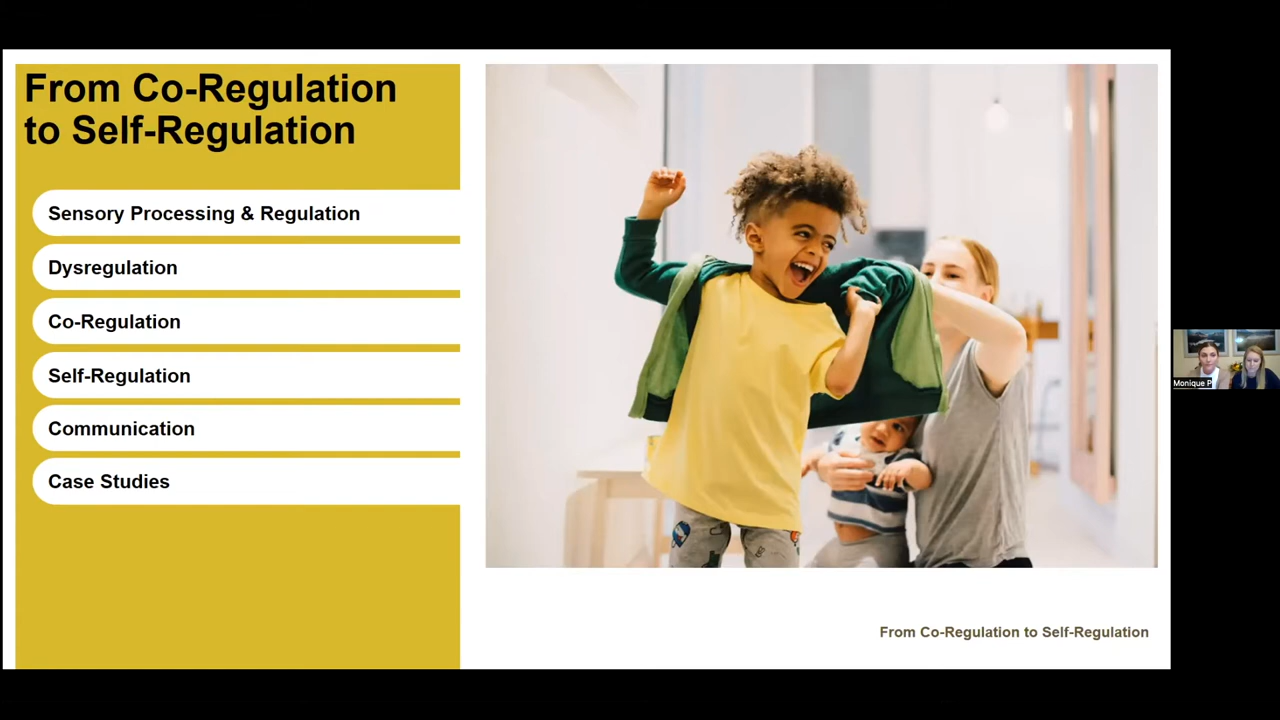 From Co-Regulation
to Self-Regulation
Sensory Processing & Regulation
Dysregulation
Co-Regulation
Self-Regulation
Communication
Case Studies
From Co-Regulation to Self-Regulation
Monique P